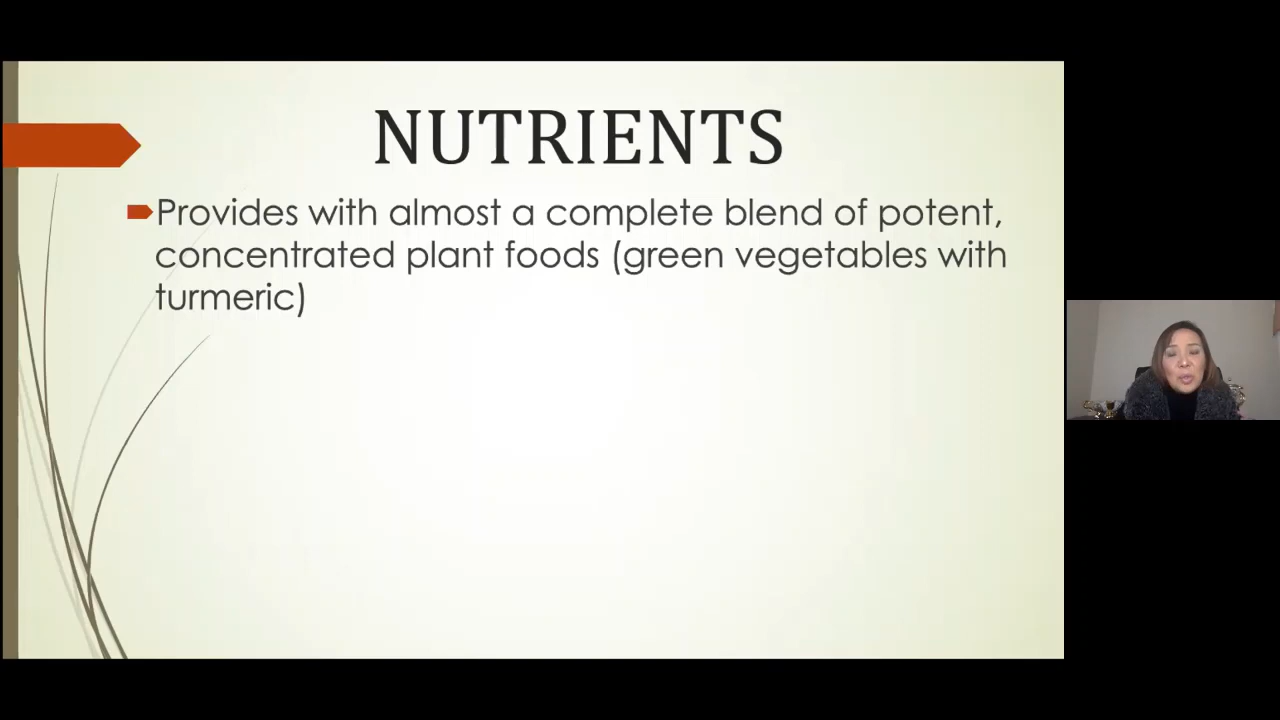 NUTRIENTS
Provides with almost a complete blend of potent,
concentrated plant foods (green vegetables with
turmeric)